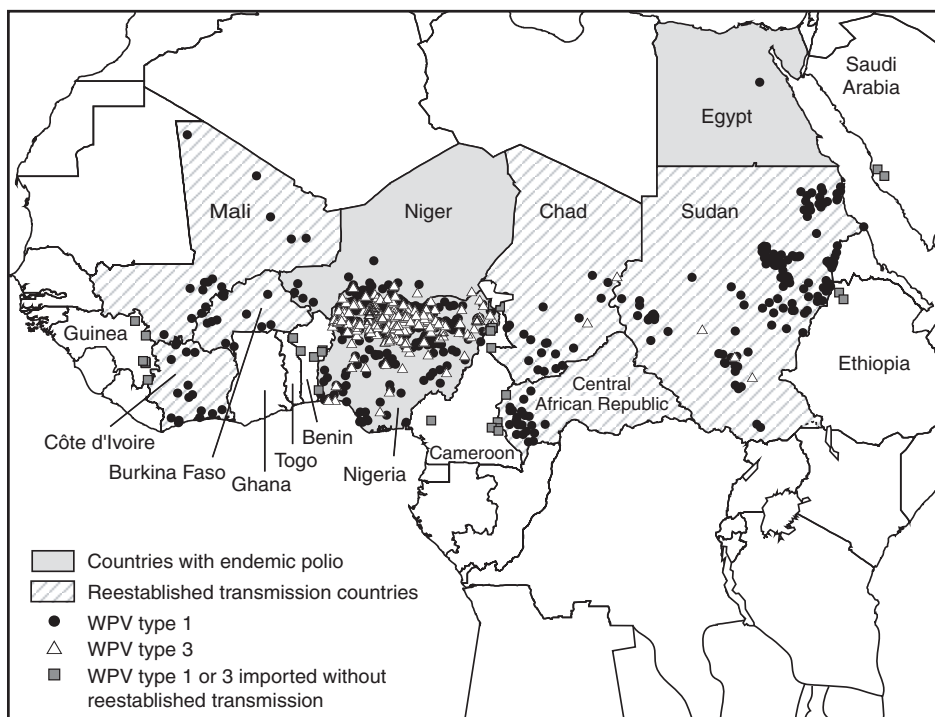 Saudi
Arabia
Egypt
Mali
Niger
Chad
Sudan
Guinea
Ethiopia
Central
African Republic
Côte d'Ivoire
Burkina Faso
Ghana
Togo
Benin
Nigeria
Cameroon
Countries with endemic polio
Reestablished transmission countries
WPV type 1
WPV type 3
WPV type 1 or 3 imported without
reestablished transmission